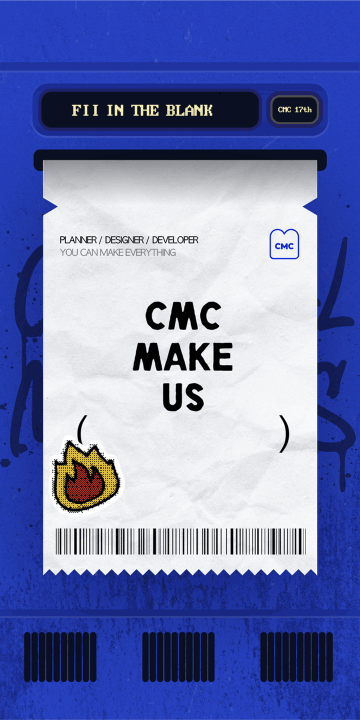 FII IN THE BLANK
CMC 17th
PLANNER / DESIGNER / DEVELOPER
YOU CAN MAKE EVERYTHING
CMC
CMC
MAKE
US
( )